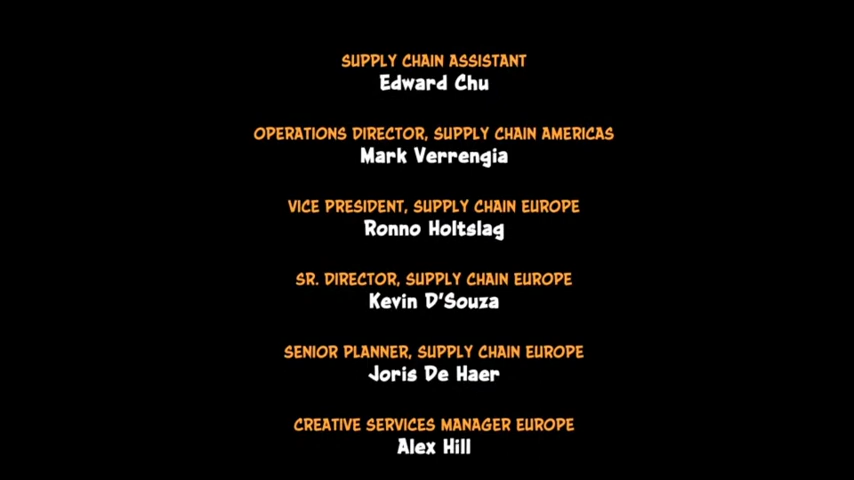 SUPPLY CHAIN ASSISTANT
Edward Chu
OPERATIONS DIRECTOR, SUPPLY CHAIN AMERICAS
Mark Verrengia
VICE PRESIDENT, SUPPLY CHAIN EUROPE
Ronno Holtslag
SR. DIRECTOR, SUPPLY CHAIN EUROPE
Kevin D'Souza
SENIOR PLANNER, SUPPLY CHAIN EUROPE
Joris De Haer
CREATIVE SERVICES MANAGER EUROPE
Alex Hill